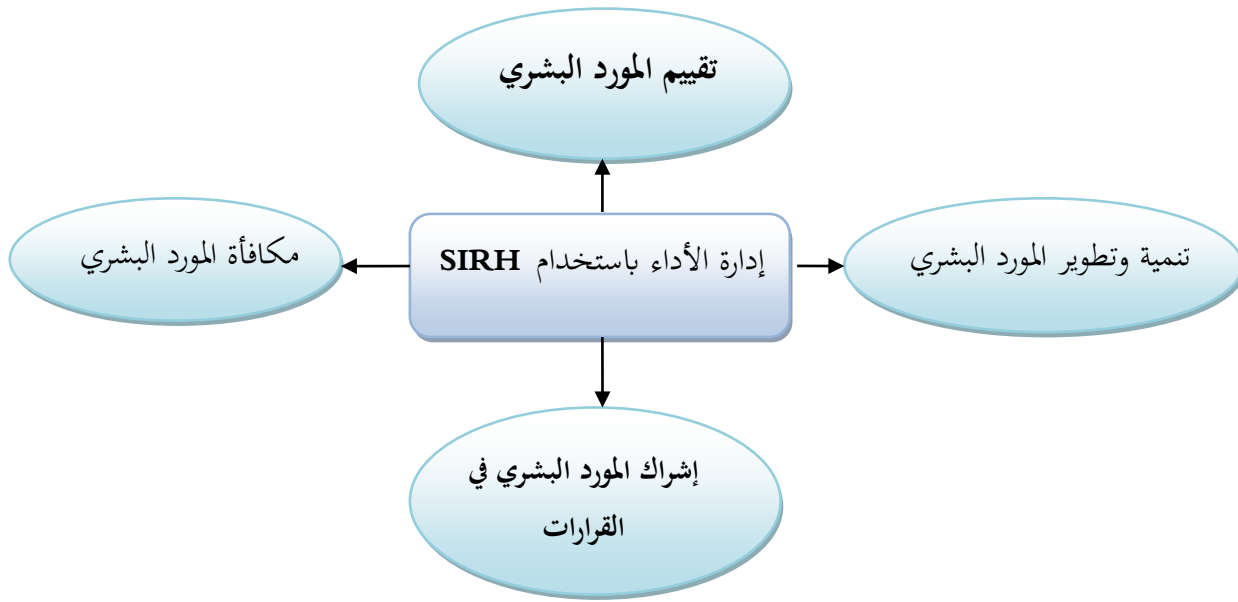 تقييم المورد البشري
تنمية وتطوير المورد البشري
إدارة الأداء باستخدام SIRH
مكافأة المورد البشري
إشراك المورد البشري في
القرارات